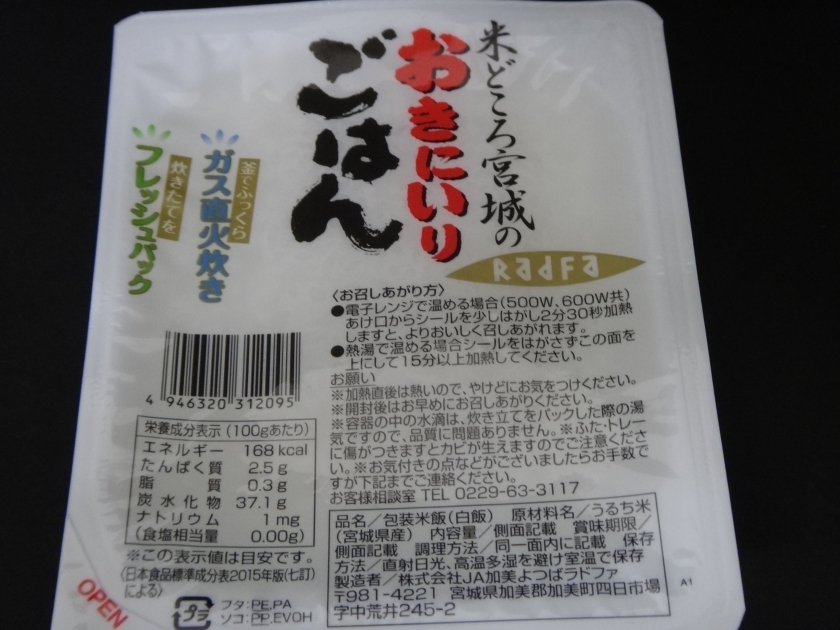 米どころ宮城の
おきにいり
ごはん
RadFa
釜でふっくら
ガス直火炊き
炊きたてを
フレッシュパック
〈お召しあがり方〉
●電子レンジで温める場合(500W、600W共)
あけ口からシールを少しはがし2分30秒加熱
しますと、よりおいしく召しあがれます。
●熱湯で温める場合シールをはがさずこの面を
上にして15分以上加熱してください。
お願い
※加熱直後は熱いので、やけどにお気をつけください。
※開封後はお早めにお召しあがりください。
※容器の中の水滴は、炊き立てをパックした際の湯
気ですので、品質に問題ありません。※ふた・トレー
に傷がつきますとカビが生えますのでご注意くださ
い。※お気付きの点などがございましたらお手数で
すが下記までご連絡ください。
お客様相談室 TEL 0229-63-3117
4 946320 312095
栄養成分表示(100gあたり)
エネルギー 168kcal
たんぱく質 2.5g
脂質 0.3g
炭水化物 37.1g
ナトリウム 1mg
(食塩相当量 0.00g)
※この表示値は目安です。
〈日本食品標準成分表2015年版(七訂)
による〉
品名/包装米飯(白飯) 原材料名/うるち米
(宮城県産) 内容量/側面記載 賞味期限/
側面記載 調理方法/同一面内に記載 保存
方法/直射日光、高温多湿を避け室温で保存
製造者/株式会社JA加美よつばラドファ
〒981-4221 宮城県加美郡加美町四日市場
字中荒井245-2
A1
OPEN
プラ
フタ:PE,PA
ソコ:PP,EVOH